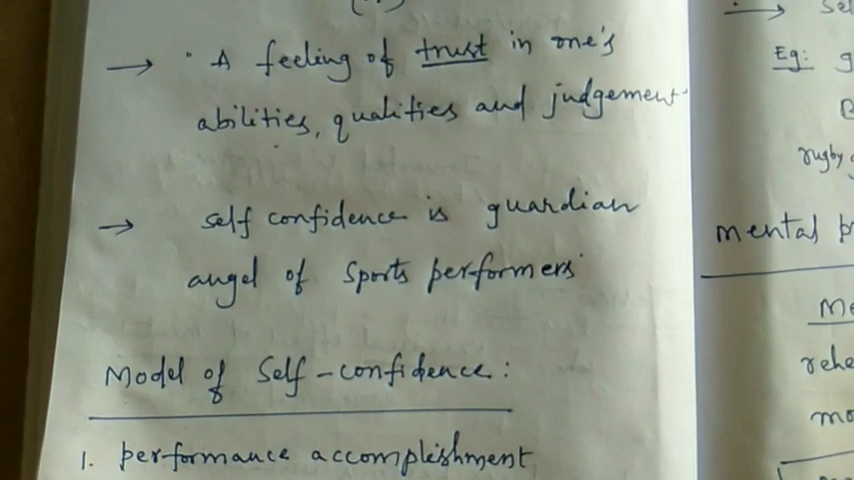 → " A feeling of trust in one's
abilities, qualities and judgement"
→ self confidence is guardian
angel of sports performers
Model of Self-confidence:
1. performance accomplishment
→
Eg:
rugby
mental